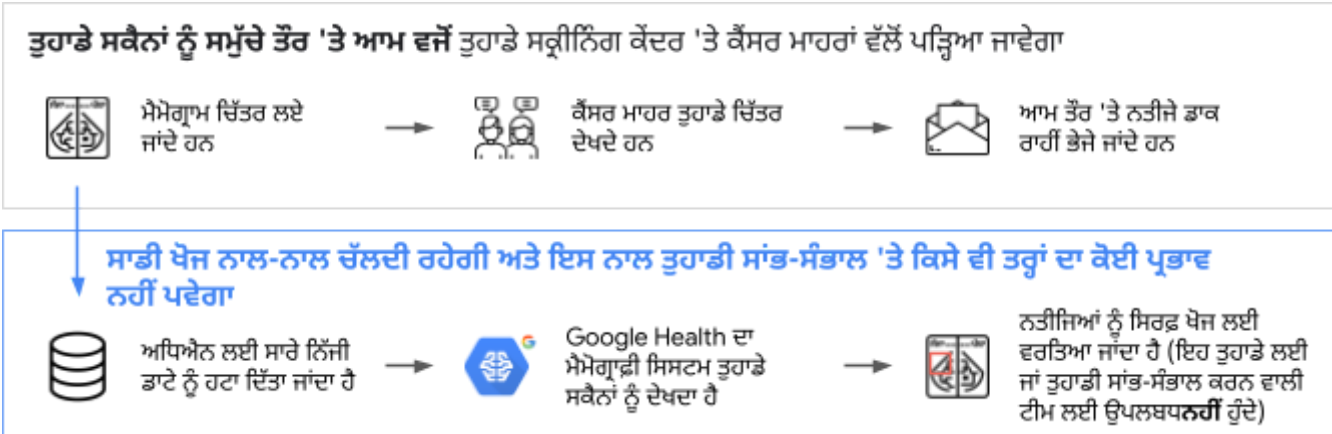 ਤੁਹਾਡੇ ਸਕੈਨਾਂ ਨੂੰ ਸਮੁੱਚੇ ਤੌਰ 'ਤੇ ਆਮ ਵਜੋਂ ਤੁਹਾਡੇ ਸਕ੍ਰੀਨਿੰਗ ਕੇਂਦਰ 'ਤੇ ਕੈਂਸਰ ਮਾਹਰਾਂ ਵੱਲੋਂ ਪੜ੍ਹਿਆ ਜਾਵੇਗਾ
ਮੈਮੋਗ੍ਰਾਮ ਚਿੱਤਰ ਲਏ
ਜਾਂਦੇ ਹਨ
ਕੈਂਸਰ ਮਾਹਰ ਤੁਹਾਡੇ ਚਿੱਤਰ
ਦੇਖਦੇ ਹਨ
ਆਮ ਤੌਰ 'ਤੇ ਨਤੀਜੇ ਡਾਕ
ਰਾਹੀਂ ਭੇਜੇ ਜਾਂਦੇ ਹਨ
ਸਾਡੀ ਖੋਜ ਨਾਲ-ਨਾਲ ਚੱਲਦੀ ਰਹੇਗੀ ਅਤੇ ਇਸ ਨਾਲ ਤੁਹਾਡੀ ਸਾਂਭ-ਸੰਭਾਲ 'ਤੇ ਕਿਸੇ ਵੀ ਤਰ੍ਹਾਂ ਦਾ ਕੋਈ ਪ੍ਰਭਾਵ
ਨਹੀਂ ਪਵੇਗਾ
ਅਧਿਐਨ ਲਈ ਸਾਰੇ ਨਿੱਜੀ
ਡਾਟੇ ਨੂੰ ਹਟਾ ਦਿੱਤਾ ਜਾਂਦਾ ਹੈ
Google Health ਦਾ
ਮੈਮੋਗ੍ਰਾਫ਼ੀ ਸਿਸਟਮ ਤੁਹਾਡੇ
ਸਕੈਨਾਂ ਨੂੰ ਦੇਖਦਾ ਹੈ
ਨਤੀਜਿਆਂ ਨੂੰ ਸਿਰਫ਼ ਖੋਜ ਲਈ
ਵਰਤਿਆ ਜਾਂਦਾ ਹੈ (ਇਹ ਤੁਹਾਡੇ ਲਈ
ਜਾਂ ਤੁਹਾਡੀ ਸਾਂਭ-ਸੰਭਾਲ ਕਰਨ ਵਾਲੀ
ਟੀਮ ਲਈ ਉਪਲਬਧਨਹੀਂ ਹੁੰਦੇ)